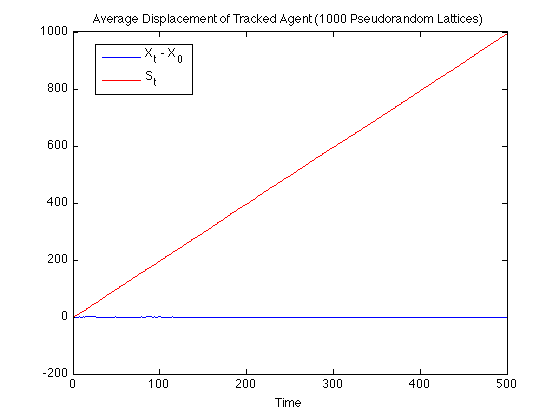 Average Displacement of Tracked Agent (1000 Pseudorandom Lattices)
1000
X_t - X_0
S_t
800
600
400
200
0
-200
0 100 200 300 400 500
Time